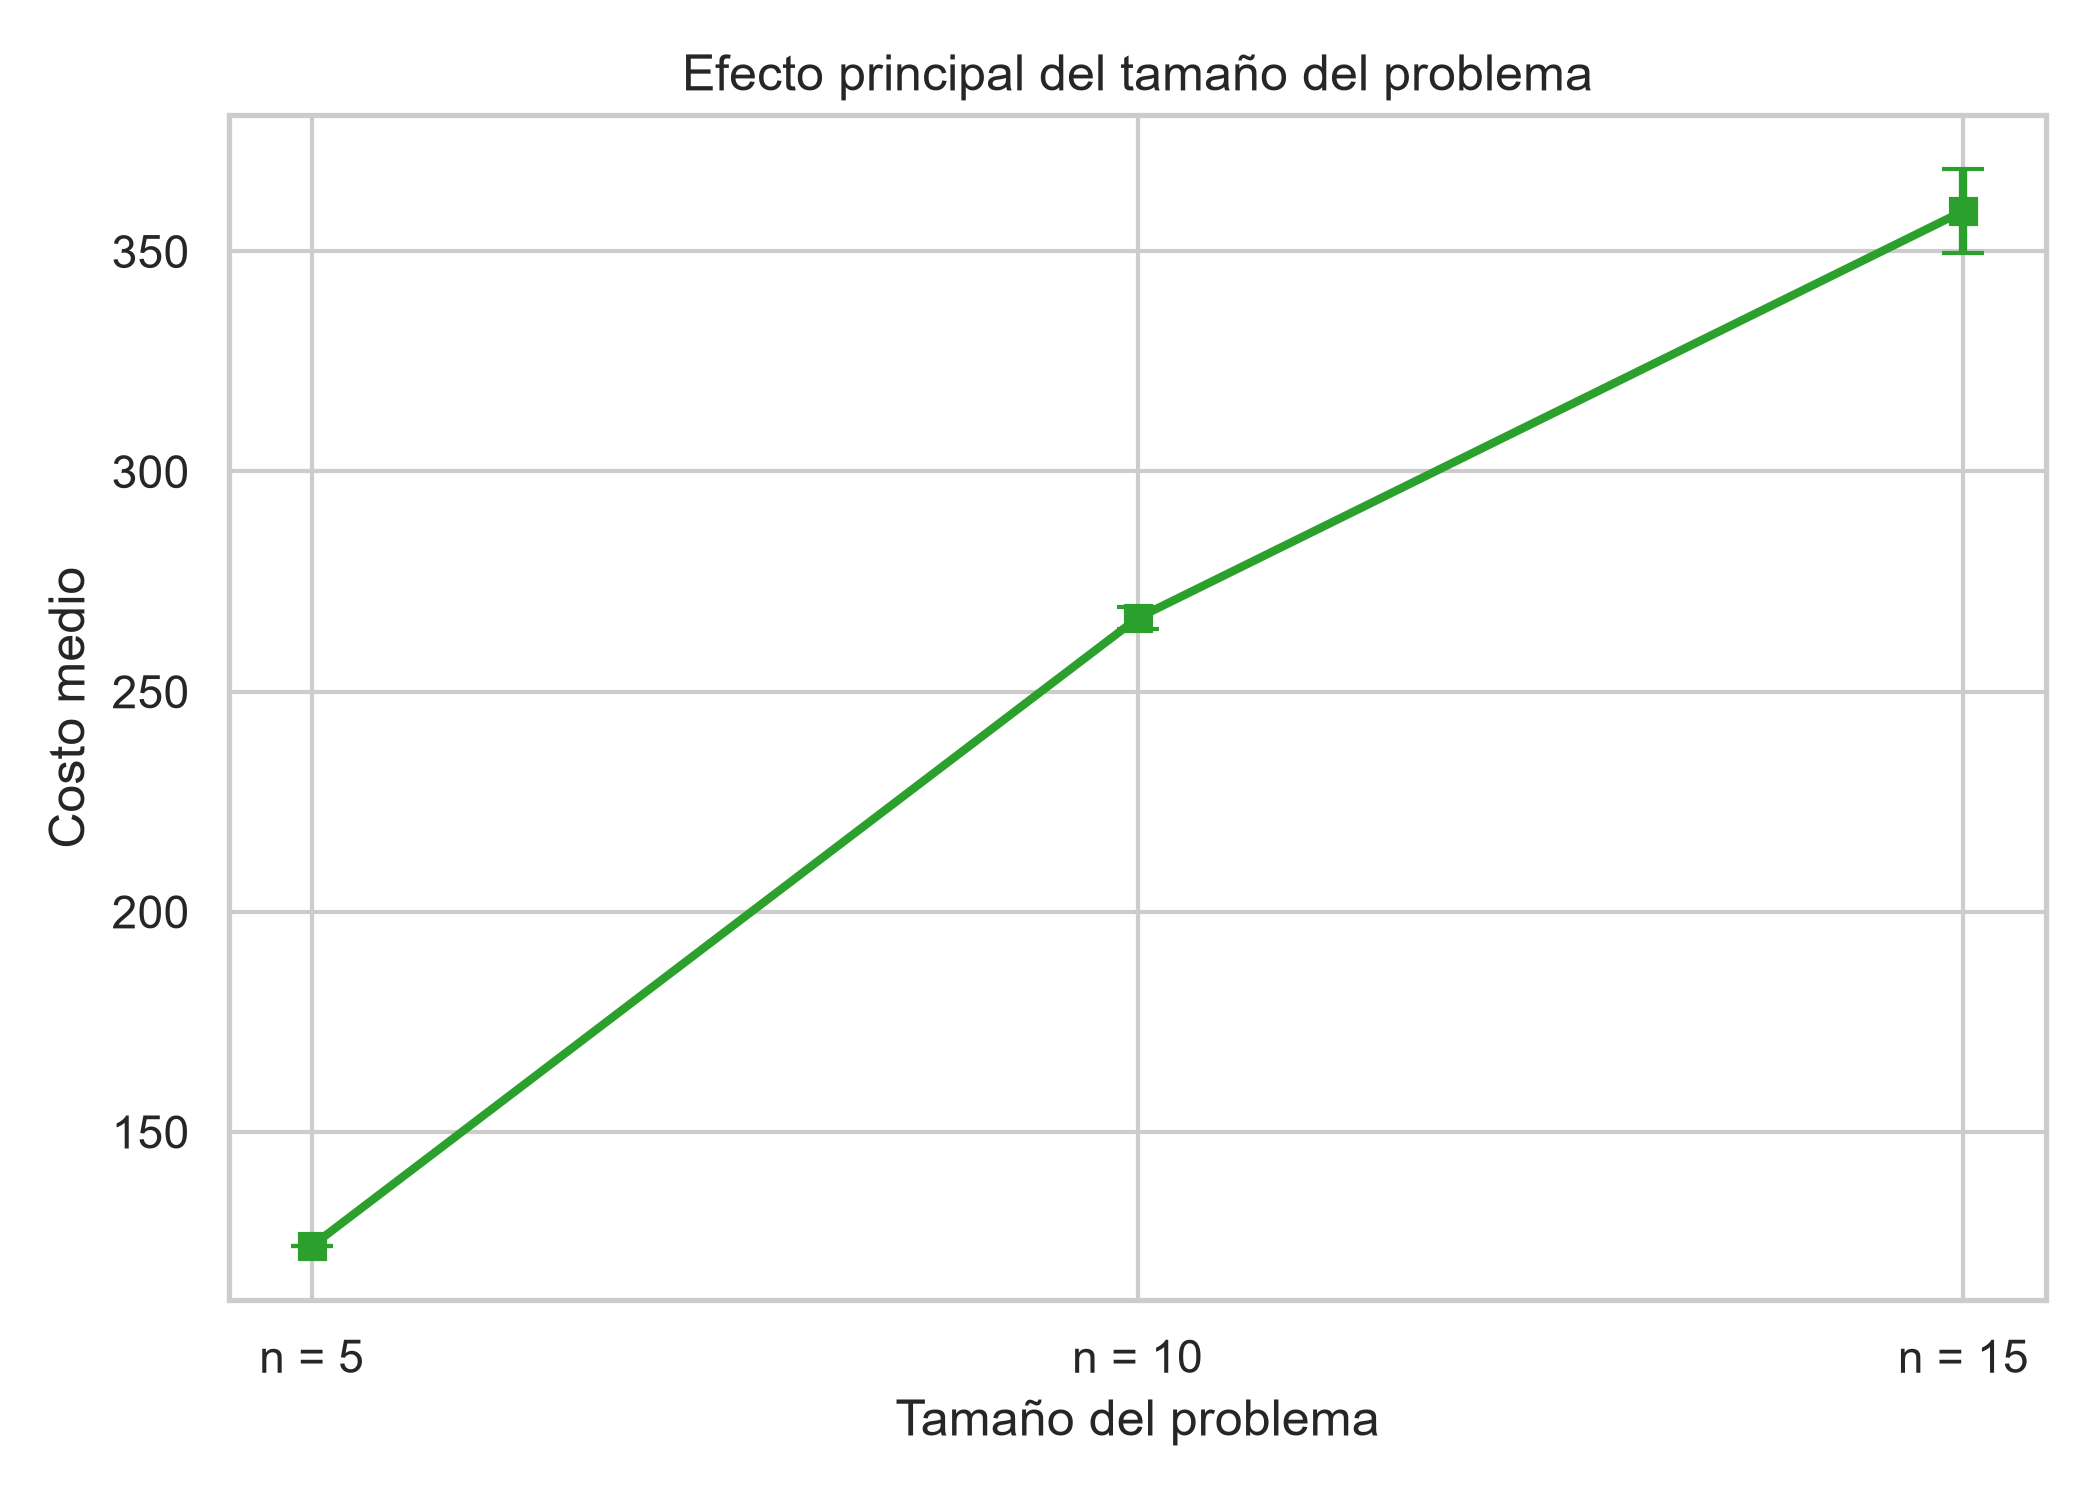 Efecto principal del tamaño del problema
350
300
250
200
150
Costo medio
n = 5
n = 10
n = 15
Tamaño del problema